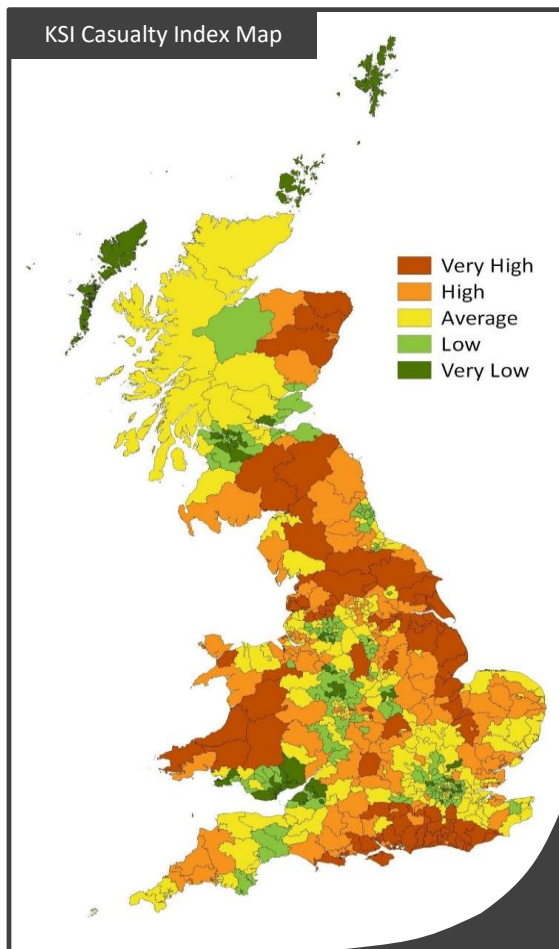 KSI Casualty Index Map
Very High
High
Average
Low
Very Low